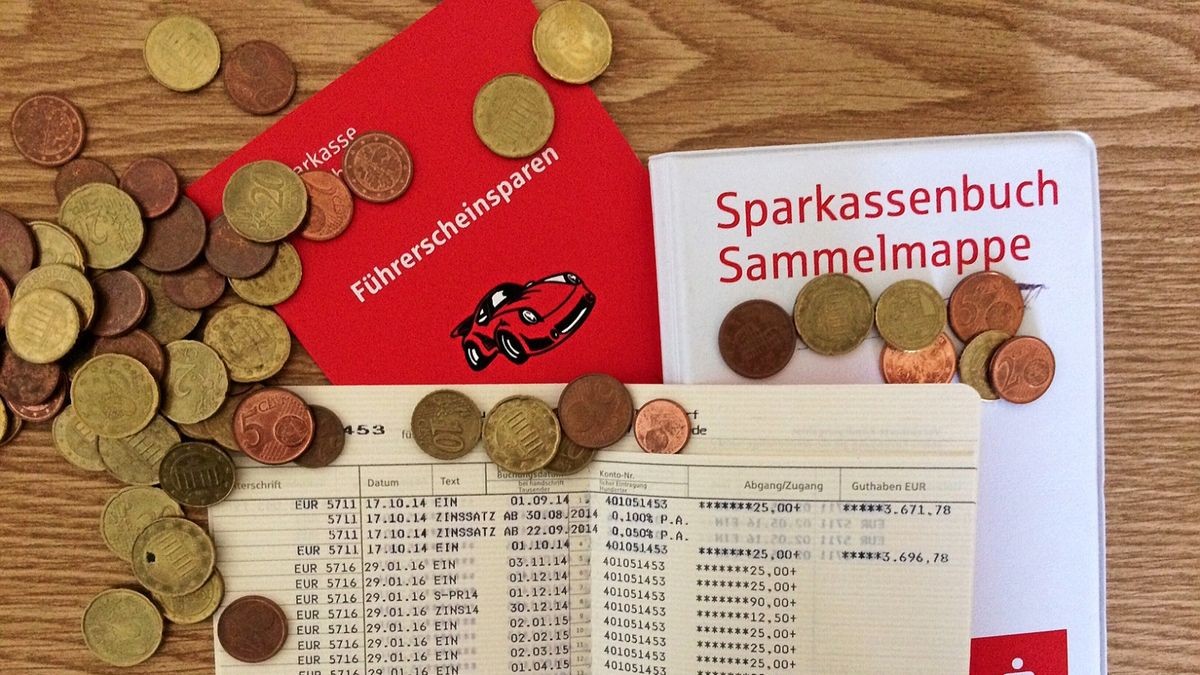 erkasse
Führerscheinsparen
Sparkassenbuch
Sammelmappe
453
terschrift Datum Text Buchungsdatum Konto-Nr. Abgang/Zugang Guthaben EUR
bei handschriftlicher Eintragung
Tausender Hunderter
EUR 5711 17.10.14 EIN 01.09.14 401051453 *******25,00+ *****3.671,78
5711 17.10.14 ZINSSATZ AB 30.08.2014 0,100% P.A.
5711 17.10.14 ZINSSATZ AB 22.09.2014 0,050% P.A.
EUR 5711 17.10.14 EIN 01.10.14 401051453 *******25,00+ *****3.696,78
EUR 5716 29.01.16 EIN 03.11.14 401051453 *******25,00+
EUR 5716 29.01.16 EIN 01.12.14 401051453 *******25,00+
EUR 5716 29.01.16 S-PR14 01.12.14 401051453 *******90,00+
EUR 5716 29.01.16 ZINS14 30.12.14 401051453 *******12,50+
EUR 5716 29.01.16 EIN 02.01.15 401051453 *******25,00+
EUR 5716 29.01.16 EIN 02.02.15 401051453 *******25,00+
EUR 5716 29.01.16 EIN 02.03.15 401051453 *******25,00+
EUR 5716 29.01.16 EIN 01.04.15 401051453